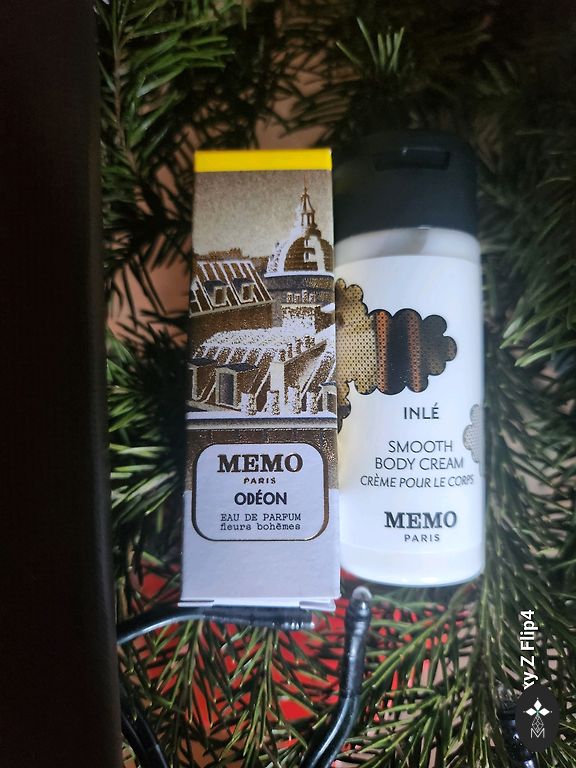 MEMO
PARIS
ODÉON
EAU DE PARFUM
fleurs bohèmes
INLÉ
SMOOTH
BODY CREAM
CRÈME POUR LE CORPS
MEMO
PARIS
xy Z Flip4